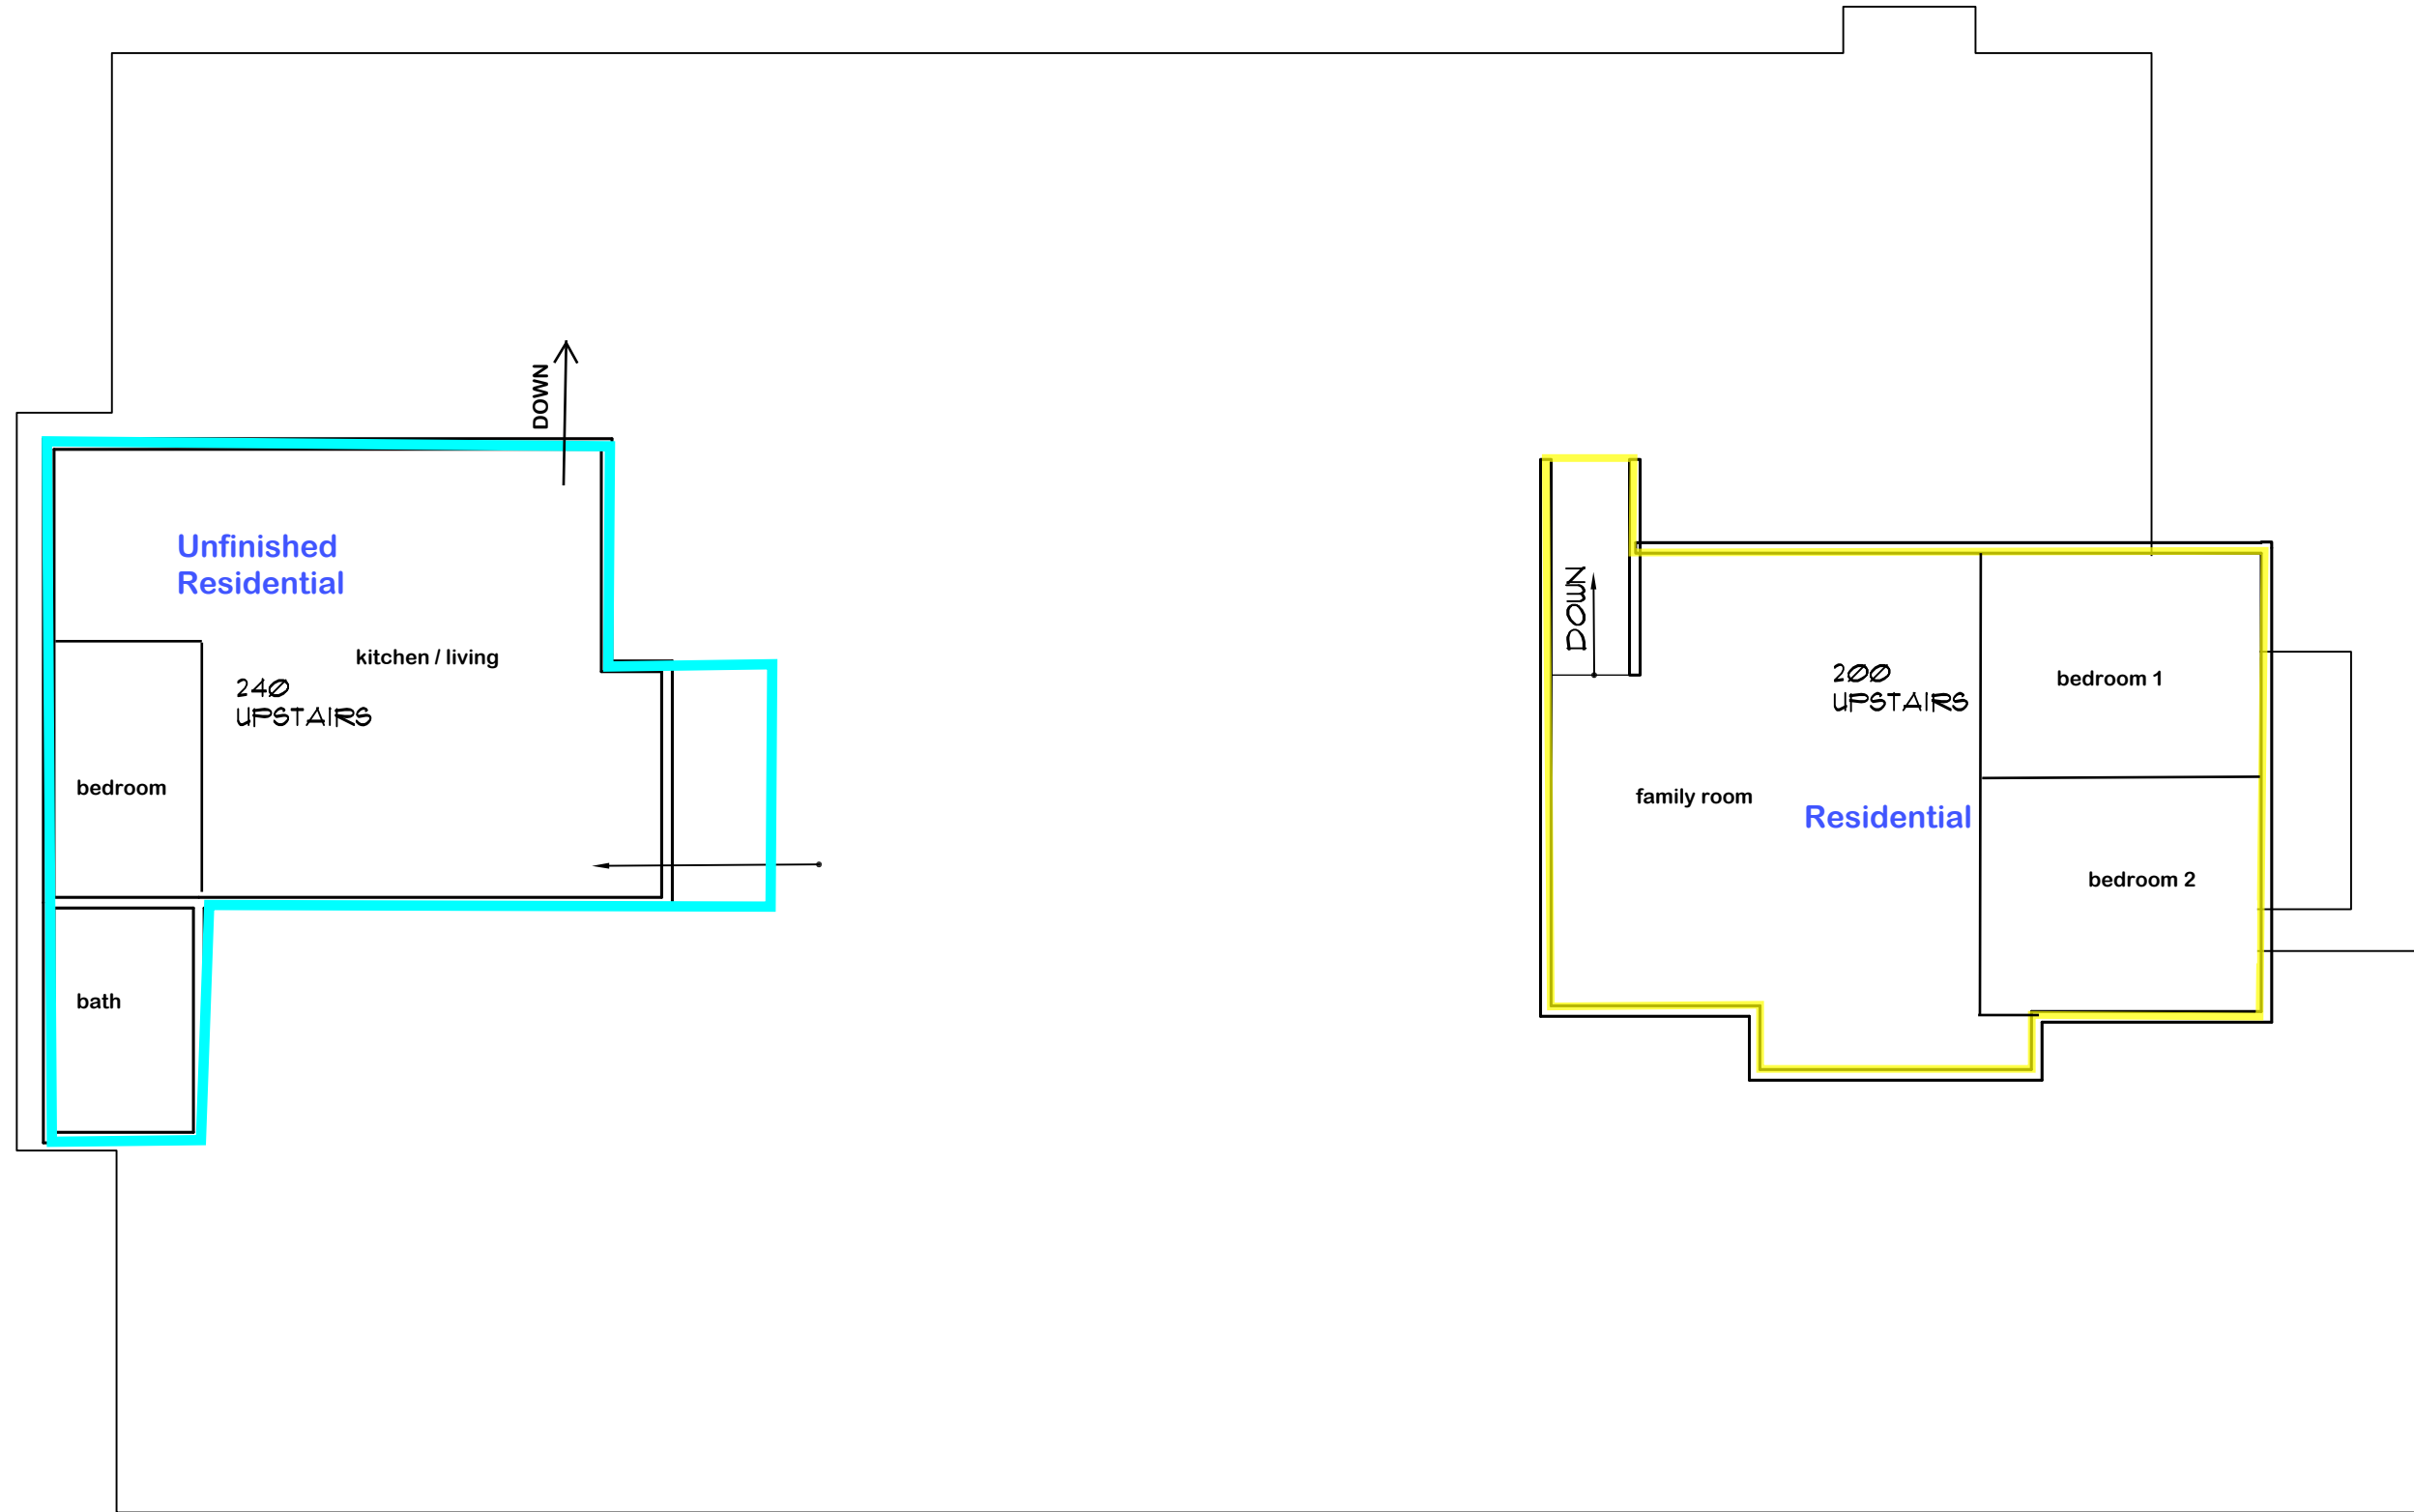 DOWN
Unfinished
Residential
kitchen / living
240
UPSTAIRS
bedroom
bath
DOWN
200
UPSTAIRS
bedroom 1
family room
Residential
bedroom 2